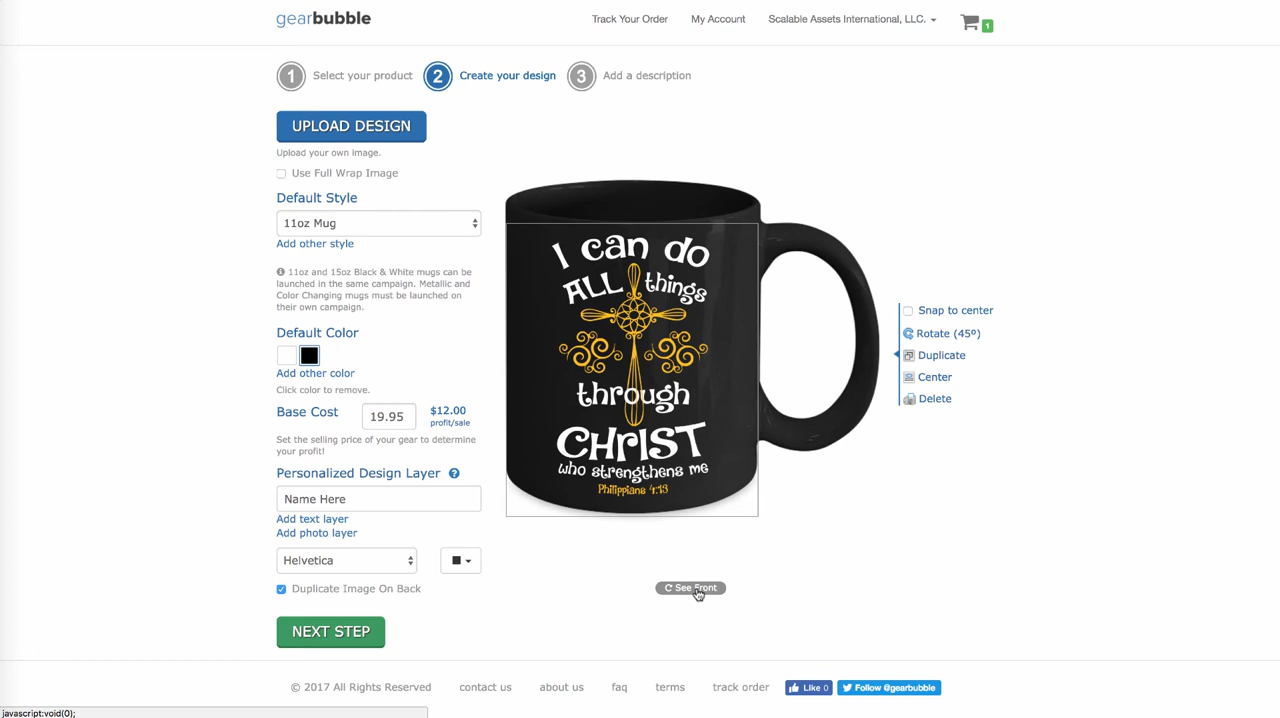 gearbubble
Track Your Order
My Account
Scalable Assets International, LLC.
1
1 Select your product
2 Create your design
3 Add a description
UPLOAD DESIGN
Upload your own image.
Use Full Wrap Image
Default Style
11oz Mug
Add other style
11oz and 15oz Black & White mugs can be
launched in the same campaign. Metallic and
Color Changing mugs must be launched on
their own campaign.
Default Color
Add other color
Click color to remove.
Base Cost 19.95 $12.00
profit/sale
Set the selling price of your gear to determine
your profit!
Personalized Design Layer ?
Name Here
Add text layer
Add photo layer
Helvetica
Duplicate Image On Back
NEXT STEP
I can do
ALL things
through
CHRIST
who strengthens me
Philippians 4:13
See Front
Snap to center
Rotate (45º)
Duplicate
Center
Delete
© 2017 All Rights Reserved
contact us
about us
faq
terms
track order
Like 0
Follow @gearbubble
javascript:void(0);